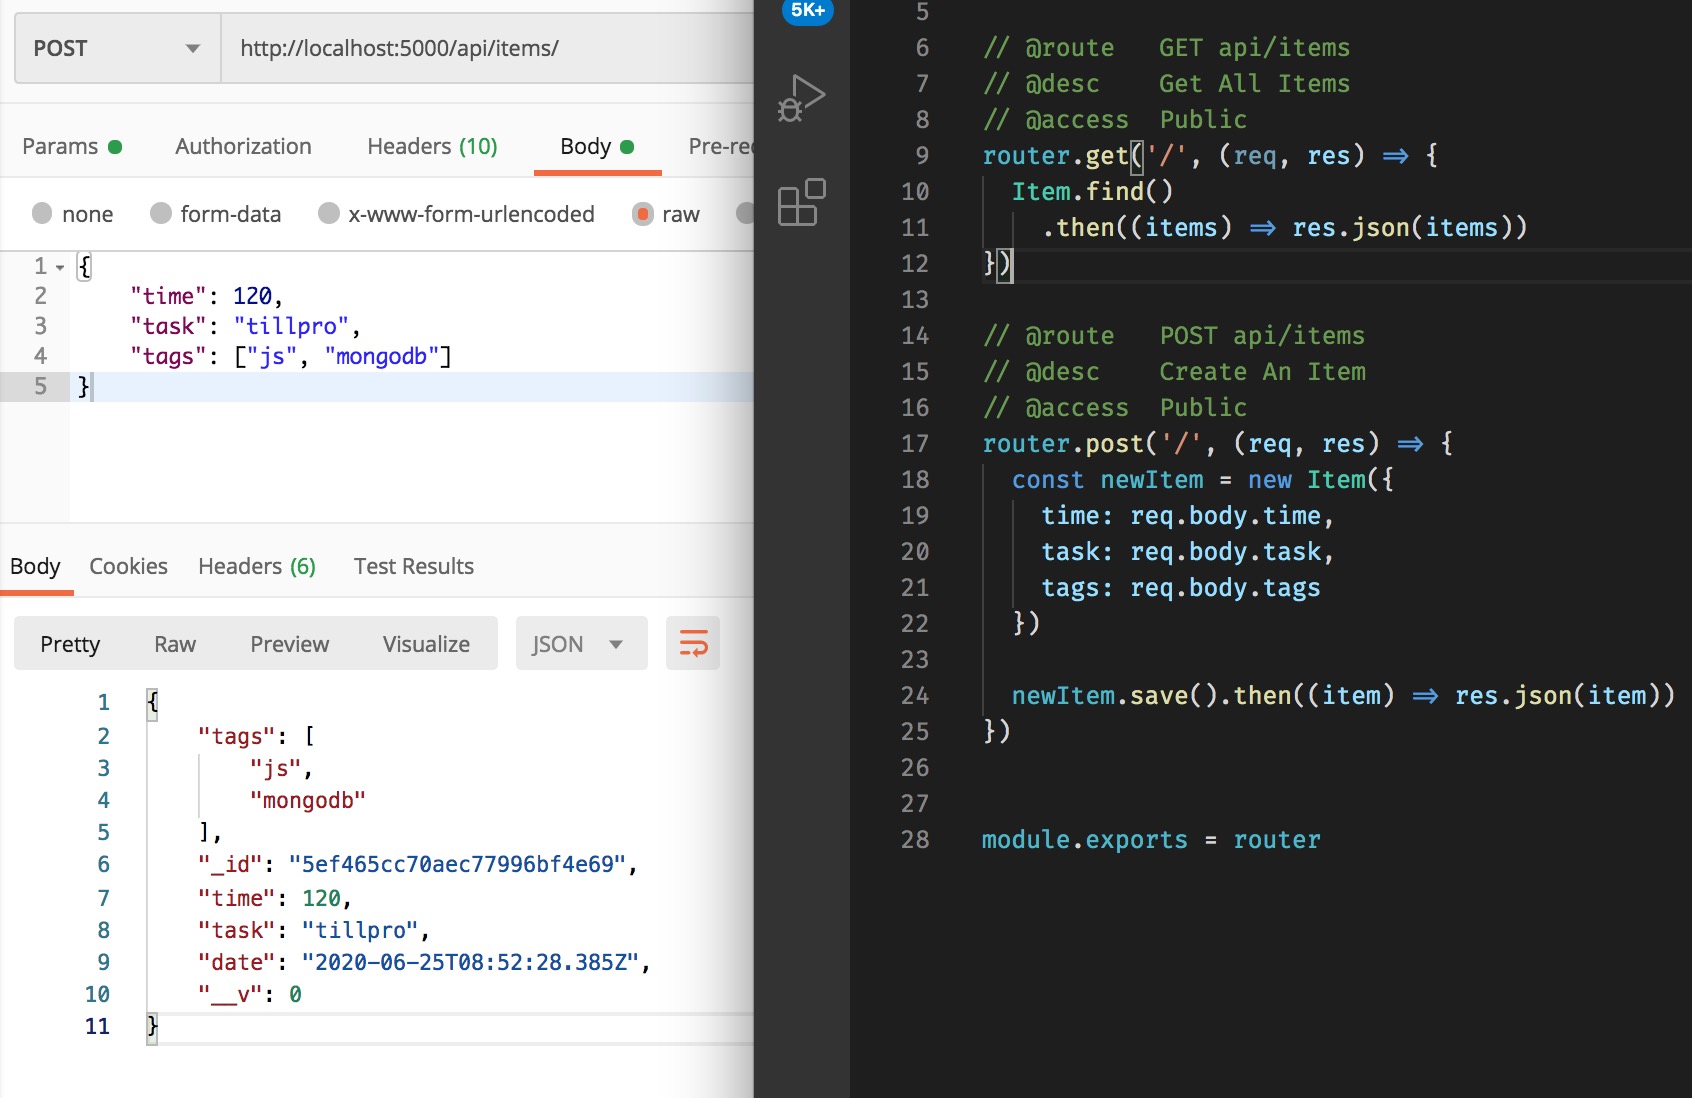 POST http://localhost:5000/api/items/
Params Authorization Headers (10) Body Pre-req
none form-data x-www-form-urlencoded raw
1 {
2 "time": 120,
3 "task": "tillpro",
4 "tags": ["js", "mongodb"]
5 }
Body Cookies Headers (6) Test Results
Pretty Raw Preview Visualize JSON
1 {
2 "tags": [
3 "js",
4 "mongodb"
5 ],
6 "_id": "5ef465cc70aec77996bf4e69",
7 "time": 120,
8 "task": "tillpro",
9 "date": "2020-06-25T08:52:28.385Z",
10 "__v": 0
11 }
5K+
5
6 // @route   GET api/items
7 // @desc    Get All Items
8 // @access  Public
9 router.get('/', (req, res) => {
10 Item.find()
11 .then((items) => res.json(items))
12 })
13
14 // @route   POST api/items
15 // @desc    Create An Item
16 // @access  Public
17 router.post('/', (req, res) => {
18 const newItem = new Item({
19 time: req.body.time,
20 task: req.body.task,
21 tags: req.body.tags
22 })
23
24 newItem.save().then((item) => res.json(item))
25 })
26
27
28 module.exports = router